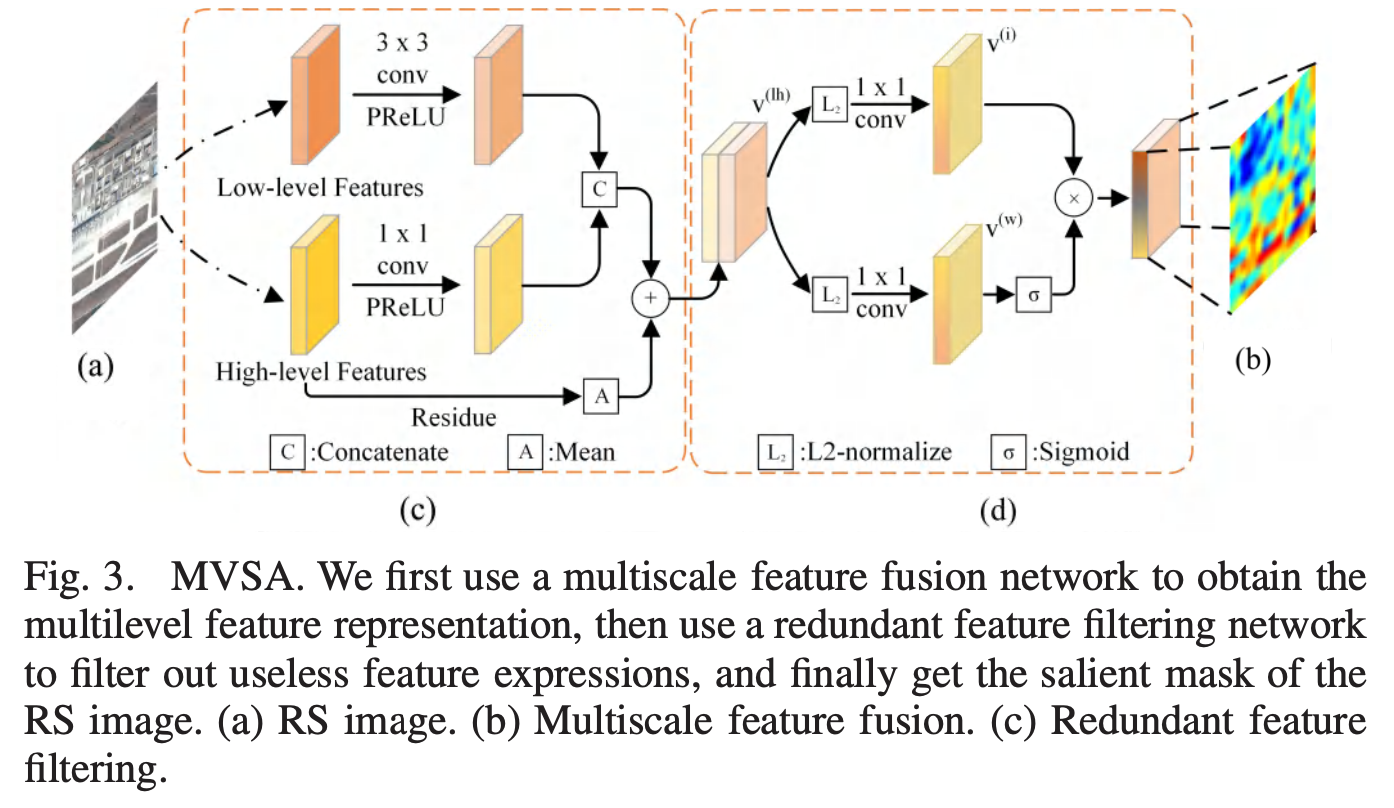 3 x 3
conv
PReLU
Low-level Features
1 x 1
conv
PReLU
High-level Features
Residue
C
A
+
C :Concatenate
A :Mean
v(lh)
L2
1 x 1
conv
v(i)
L2
1 x 1
conv
v(w)
σ
×
L2 :L2-normalize
σ :Sigmoid
(a)
(b)
(c)
(d)
Fig. 3. MVSA. We first use a multiscale feature fusion network to obtain the
multilevel feature representation, then use a redundant feature filtering network
to filter out useless feature expressions, and finally get the salient mask of the
RS image. (a) RS image. (b) Multiscale feature fusion. (c) Redundant feature
filtering.